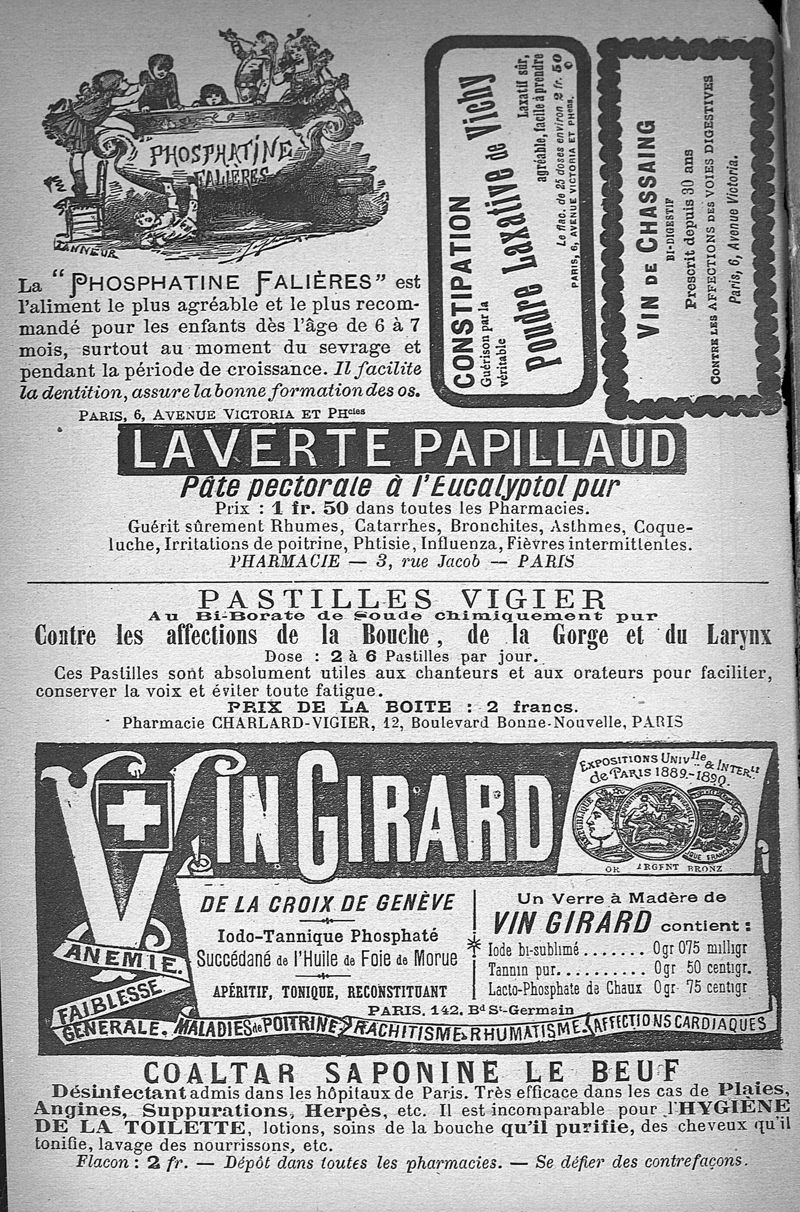 PHOSPHATINE
FALIÈRES
TANNEUR
La "PHOSPHATINE FALIÈRES" est
l'aliment le plus agréable et le plus recom-
mandé pour les enfants dès l'âge de 6 à 7
mois, surtout au moment du sevrage et
pendant la période de croissance. Il facilite
la dentition, assure la bonne formation des os.
PARIS, 6, AVENUE VICTORIA ET PHcies
CONSTIPATION
Guérison par la
véritable
Poudre Laxative de Vichy
Laxatif sûr,
agréable, facile à prendre
Le flac. de 25 doses environ 2 fr. 50
PARIS, 6, AVENUE VICTORIA ET PHies.
VIN DE CHASSAING
BI-DIGESTIF
Prescrit depuis 30 ans
CONTRE LES AFFECTIONS DES VOIES DIGESTIVES
Paris, 6, Avenue Victoria.
LA VERTE PAPILLAUD
Pâte pectorale à l'Eucalyptol pur
Prix : 1 fr. 50 dans toutes les Pharmacies.
Guérit sûrement Rhumes, Catarrhes, Bronchites, Asthmes, Coque-
luche, Irritations de poitrine, Phtisie, Influenza, Fièvres intermittentes.
PHARMACIE — 3, rue Jacob — PARIS
PASTILLES VIGIER
Au Bi-Borate de Soude chimiquement pur
Contre les affections de la Bouche, de la Gorge et du Larynx
Dose : 2 à 6 Pastilles par jour.
Ces Pastilles sont absolument utiles aux chanteurs et aux orateurs pour faciliter,
conserver la voix et éviter toute fatigue.
PRIX DE LA BOITE : 2 francs.
Pharmacie CHARLARD-VIGIER, 12, Boulevard Bonne-Nouvelle, PARIS
VIN GIRARD
EXPOSITIONS UNIVlle & INTERle
de PARIS 1889-1890.
OR ARGENT BRONZ
DE LA CROIX DE GENÈVE
Iodo-Tannique Phosphaté
Succédané de l'Huile de Foie de Morue
APÉRITIF, TONIQUE, RECONSTITUANT
Un Verre à Madère de
VIN GIRARD contient :
Iode bi-sublimé ....... 0gr 075 milligr
Tannin pur.......... 0gr 50 centigr.
Lacto-Phosphate de Chaux 0gr 75 centigr
PARIS, 142, Bd St-Germain
ANEMIE.
FAIBLESSE
GÉNÉRALE. MALADIES de POITRINE, RACHITISME RHUMATISME AFFECTIONS CARDIAQUES
COALTAR SAPONINE LE BEUF
Désinfectant admis dans les hôpitaux de Paris. Très efficace dans les cas de Plaies,
Angines, Suppurations, Herpès, etc. Il est incomparable pour l'HYGIÈNE
DE LA TOILETTE, lotions, soins de la bouche qu'il purifie, des cheveux qu'il
tonifie, lavage des nourrissons, etc.
Flacon : 2 fr. — Dépôt dans toutes les pharmacies. — Se défier des contrefaçons.